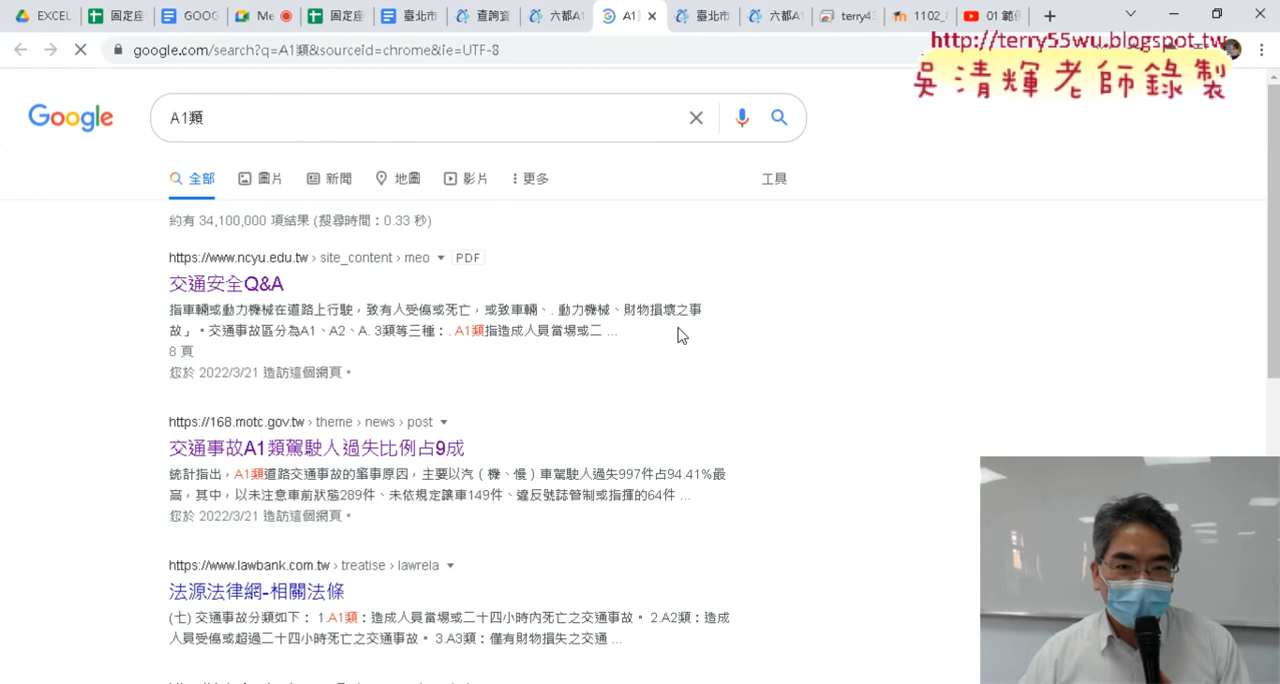 EXCEL
固定座
GOOG
Me
固定座
臺北市
查詢室
六都A1
A1
臺北市
六都A1
terry4
1102_
01 範
google.com/search?q=A1類&sourceid=chrome&ie=UTF-8
http://terry55wu.blogspot.tw
吳清輝老師錄製
Google
A1類
全部
圖片
新聞
地圖
影片
更多
工具
約有 34,100,000 項結果 (搜尋時間：0.33 秒)
https://www.ncyu.edu.tw › site_content › meo
PDF
交通安全Q&A
指車輛或動力機械在道路上行駛，致有人受傷或死亡，或致車輛、. 動力機械、財物損壞之事
故」。交通事故區分為A1、A2、A. 3類等三種：. A1類指造成人員當場或二 ...
8 頁
您於 2022/3/21 造訪這個網頁。
https://168.motc.gov.tw › theme › news › post
交通事故A1類駕駛人過失比例占9成
統計指出，A1類道路交通事故的肇事原因，主要以汽（機、慢）車駕駛人過失997件占94.41%最
高，其中，以未注意車前狀態289件、未依規定讓車149件、違反號誌管制或指揮的64件 ...
您於 2022/3/21 造訪這個網頁。
https://www.lawbank.com.tw › treatise › lawrela
法源法律網-相關法條
(七) 交通事故分類如下： 1.A1類：造成人員當場或二十四小時內死亡之交通事故。 2.A2類：造成
人員受傷或超過二十四小時死亡之交通事故。 3.A3類：僅有財物損失之交通 ...